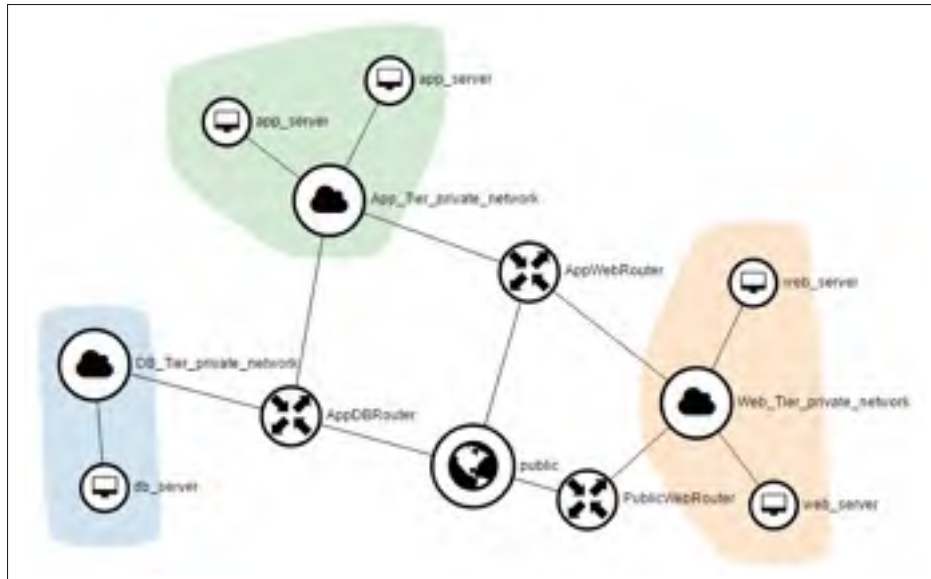 app_server
app_server
App_Tier_private_network
AppWebRouter
web_server
DB_Tier_private_network
Web_Tier_private_network
AppDBRouter
public
db_server
PublicWebRouter
web_server